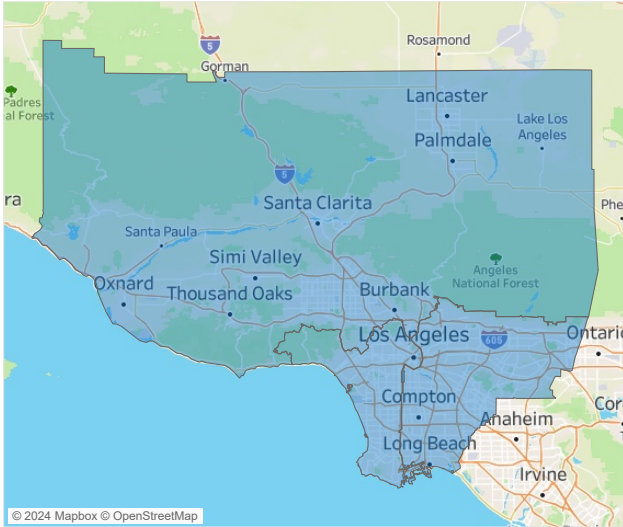 5
Rosamond
Gorman
Padres
al Forest
Lancaster
Lake Los
Angeles
Palmdale
5
ra
Santa Clarita
Phe
Santa Paula
Simi Valley
Angeles
National Forest
Oxnard
Thousand Oaks
Burbank
Los Angeles
605
Ontario
Compton
Cor
Anaheim
Long Beach
Irvine
© 2024 Mapbox © OpenStreetMap